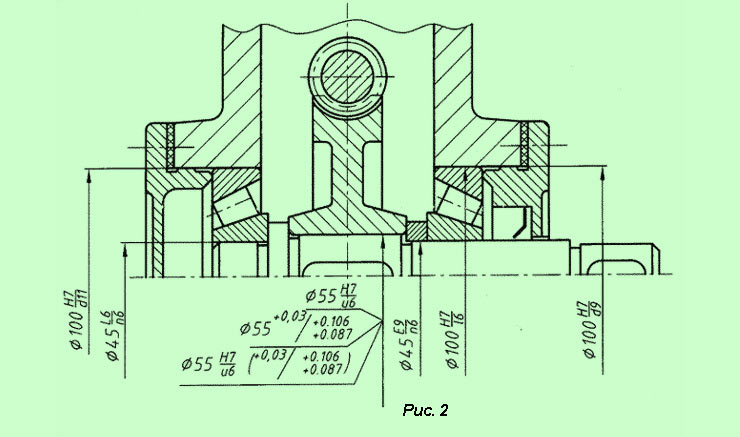 Ø100 H7/d11
Ø45 L6/n6
Ø55 H7/u6
Ø55 +0,03 / +0.106 +0.087
Ø55 H7/u6 ( +0,03 / +0.106 +0.087 )
Ø45 E9/n6
Ø100 H7/l6
Ø100 H7/d9
Рис. 2